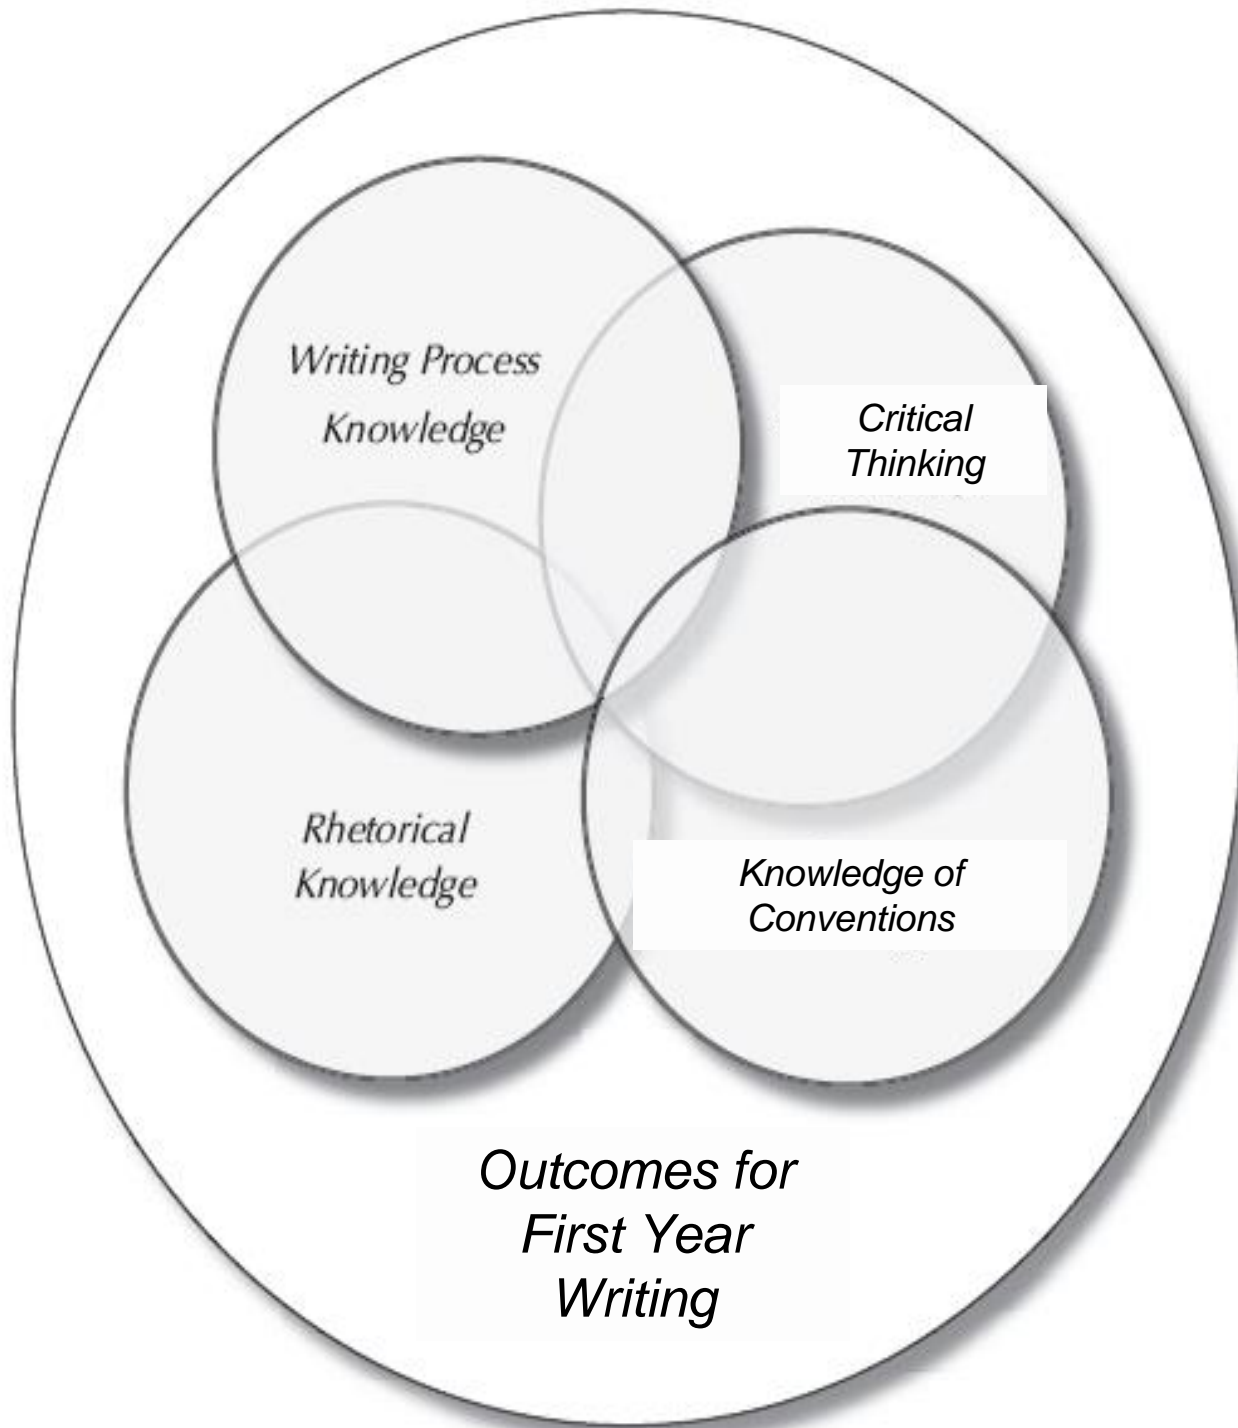 Writing Process
Knowledge
Critical
Thinking
Rhetorical
Knowledge
Knowledge of
Conventions
Outcomes for
First Year
Writing